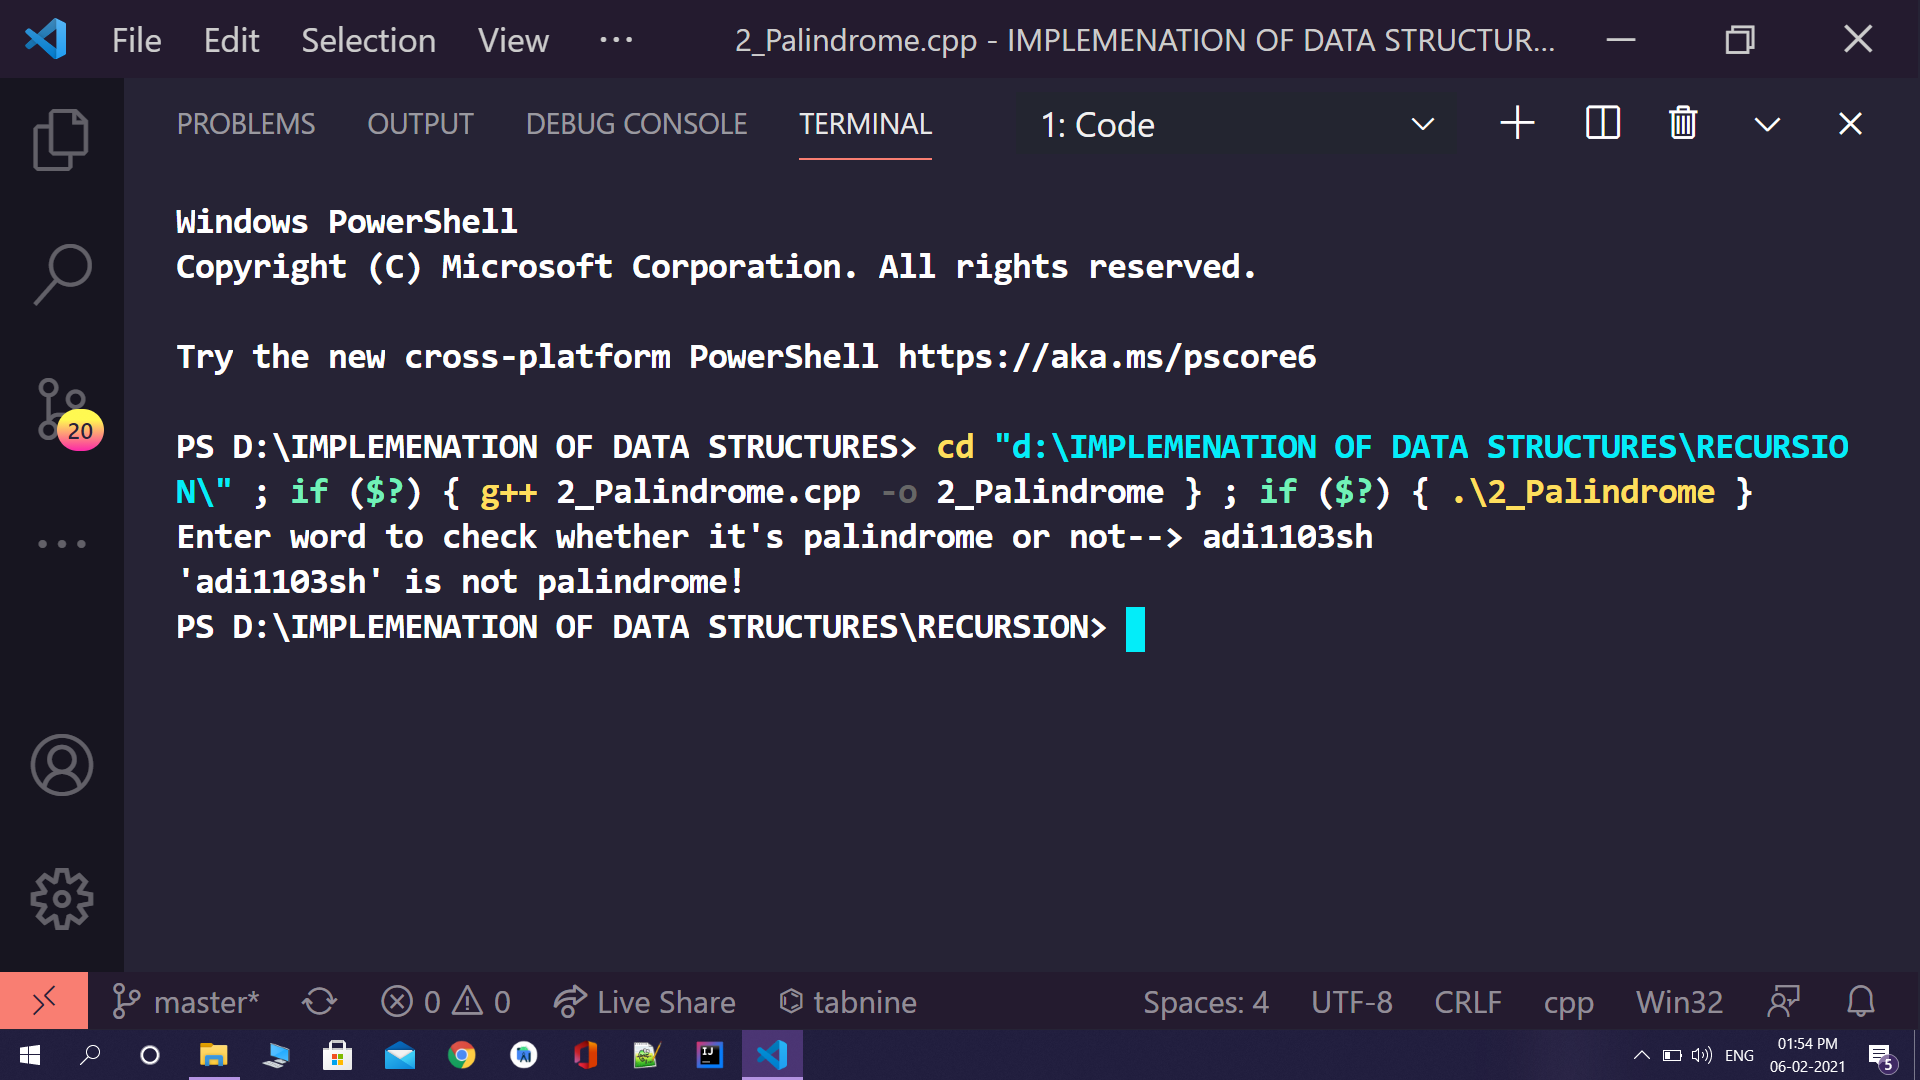 File Edit Selection View ··· 2_Palindrome.cpp - IMPLEMENATION OF DATA STRUCTUR...
PROBLEMS OUTPUT DEBUG CONSOLE TERMINAL 1: Code
Windows PowerShell
Copyright (C) Microsoft Corporation. All rights reserved.
Try the new cross-platform PowerShell https://aka.ms/pscore6
20
PS D:\IMPLEMENATION OF DATA STRUCTURES> cd "d:\IMPLEMENATION OF DATA STRUCTURES\RECURSIO
N\" ; if ($?) { g++ 2_Palindrome.cpp -o 2_Palindrome } ; if ($?) { .\2_Palindrome }
Enter word to check whether it's palindrome or not--> adi1103sh
'adi1103sh' is not palindrome!
PS D:\IMPLEMENATION OF DATA STRUCTURES\RECURSION>
master* 0 0 Live Share tabnine Spaces: 4 UTF-8 CRLF cpp Win32
IJ ENG 01:54 PM
06-02-2021 5